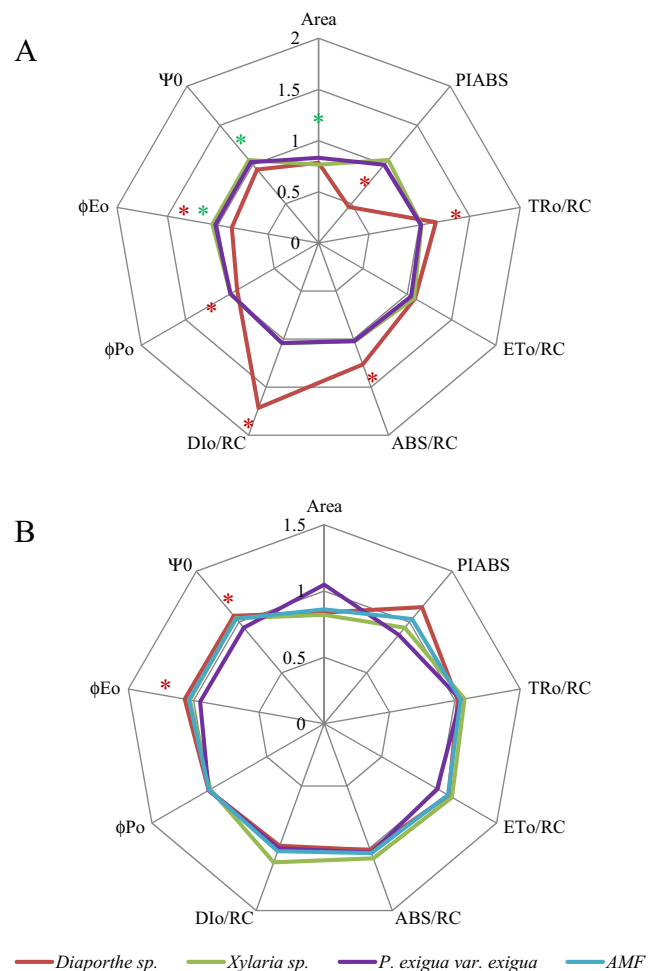 Area
A
2
Ψ0
PIABS
1.5
*
*
1
*
0.5
ϕEo
*
*
*
TRo/RC
0
*
ϕPo
ETo/RC
*
*
DIo/RC
ABS/RC
Area
B
1.5
Ψ0
PIABS
*
1
ϕEo
*
0.5
TRo/RC
0
ϕPo
ETo/RC
DIo/RC
ABS/RC
Diaporthe sp. Xylaria sp. P. exigua var. exigua AMF